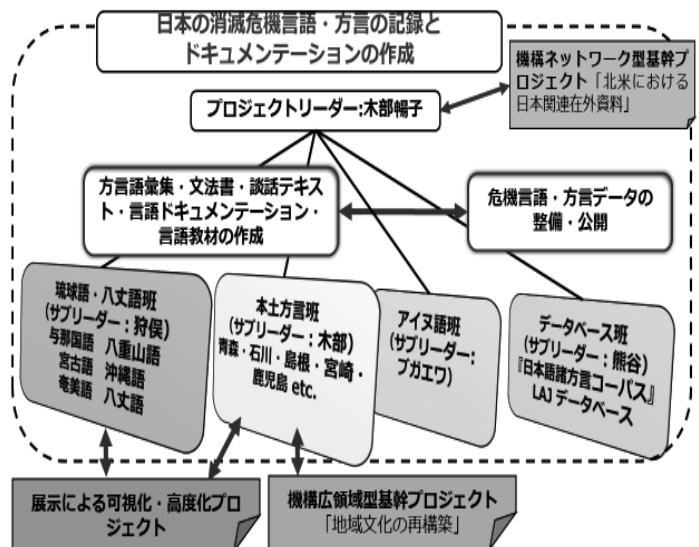 日本の消滅危機言語・方言の記録と
ドキュメンテーションの作成
機構ネットワーク型基幹プ
ロジェクト「北米における
日本関連在外資料」
プロジェクトリーダー:木部暢子
方言語彙集・文法書・談話テキス
ト・言語ドキュメンテーション・
言語教材の作成
危機言語・方言データの
整備・公開
琉球語・八丈語班
(サブリーダー：狩俣)
与那国語 八重山語
宮古語 沖縄語
奄美語 八丈語
本土方言班
(サブリーダー：木部)
青森・石川・島根・宮崎・
鹿児島 etc.
アイヌ語班
(サブリーダー：
ブガエワ)
データベース班
(サブリーダー：熊谷)
『日本語諸方言コーパス』
LAJ データベース
展示による可視化・高度化プロ
ジェクト
機構広領域型基幹プロジェクト
「地域文化の再構築」